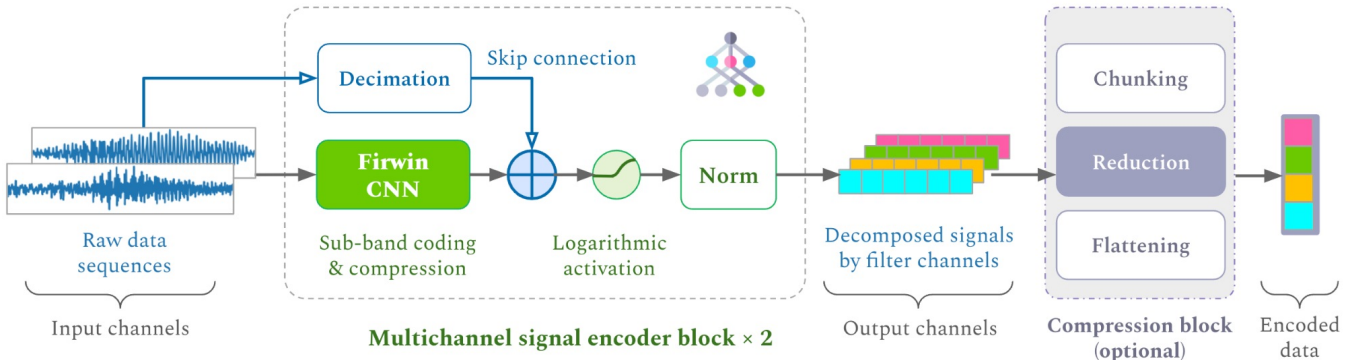 Decimation
Skip connection
Chunking
Firwin
CNN
Norm
Reduction
Raw data
sequences
Sub-band coding
& compression
Logarithmic
activation
Decomposed signals
by filter channels
Flattening
Input channels
Multichannel signal encoder block × 2
Output channels
Compression block
(optional)
Encoded
data